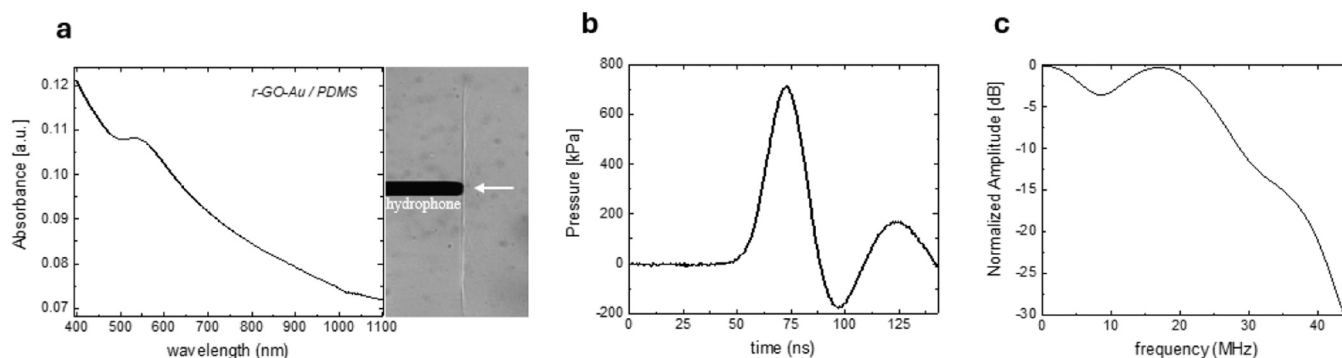 a
0.12
0.11
0.10
0.09
0.08
0.07
Absorbance [a.u.]
r-GO-Au / PDMS
400 500 600 700 800 900 1000 1100
wavelength (nm)
hydrophone
b
800
600
400
200
0
-200
Pressure [kPa]
0 25 50 75 100 125
time (ns)
c
0
-5
-10
-15
-20
-25
-30
Normalized Amplitude [dB]
0 10 20 30 40
frequency (MHz)